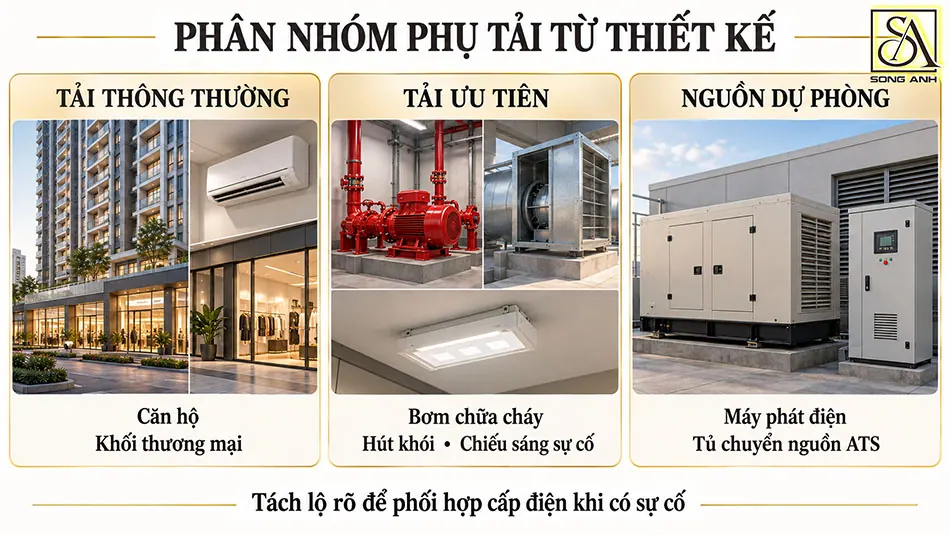 PHÂN NHÓM PHỤ TẢI TỪ THIẾT KẾ
SA
SONG ANH
TẢI THÔNG THƯỜNG
TẢI ƯU TIÊN
NGUỒN DỰ PHÒNG
Căn hộ
Khối thương mại
Bơm chữa cháy
Hút khói • Chiếu sáng sự cố
Máy phát điện
Tủ chuyển nguồn ATS
Tách lộ rõ để phối hợp cấp điện khi có sự cố